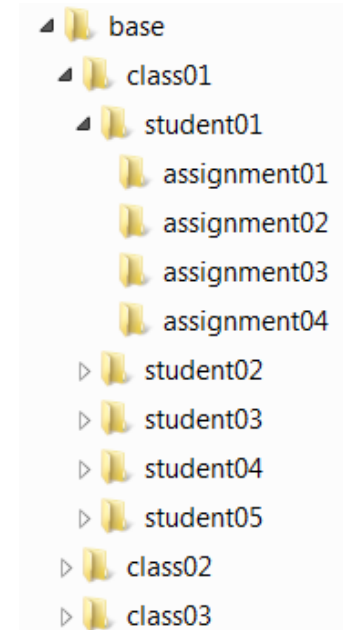 base
class01
student01
assignment01
assignment02
assignment03
assignment04
student02
student03
student04
student05
class02
class03